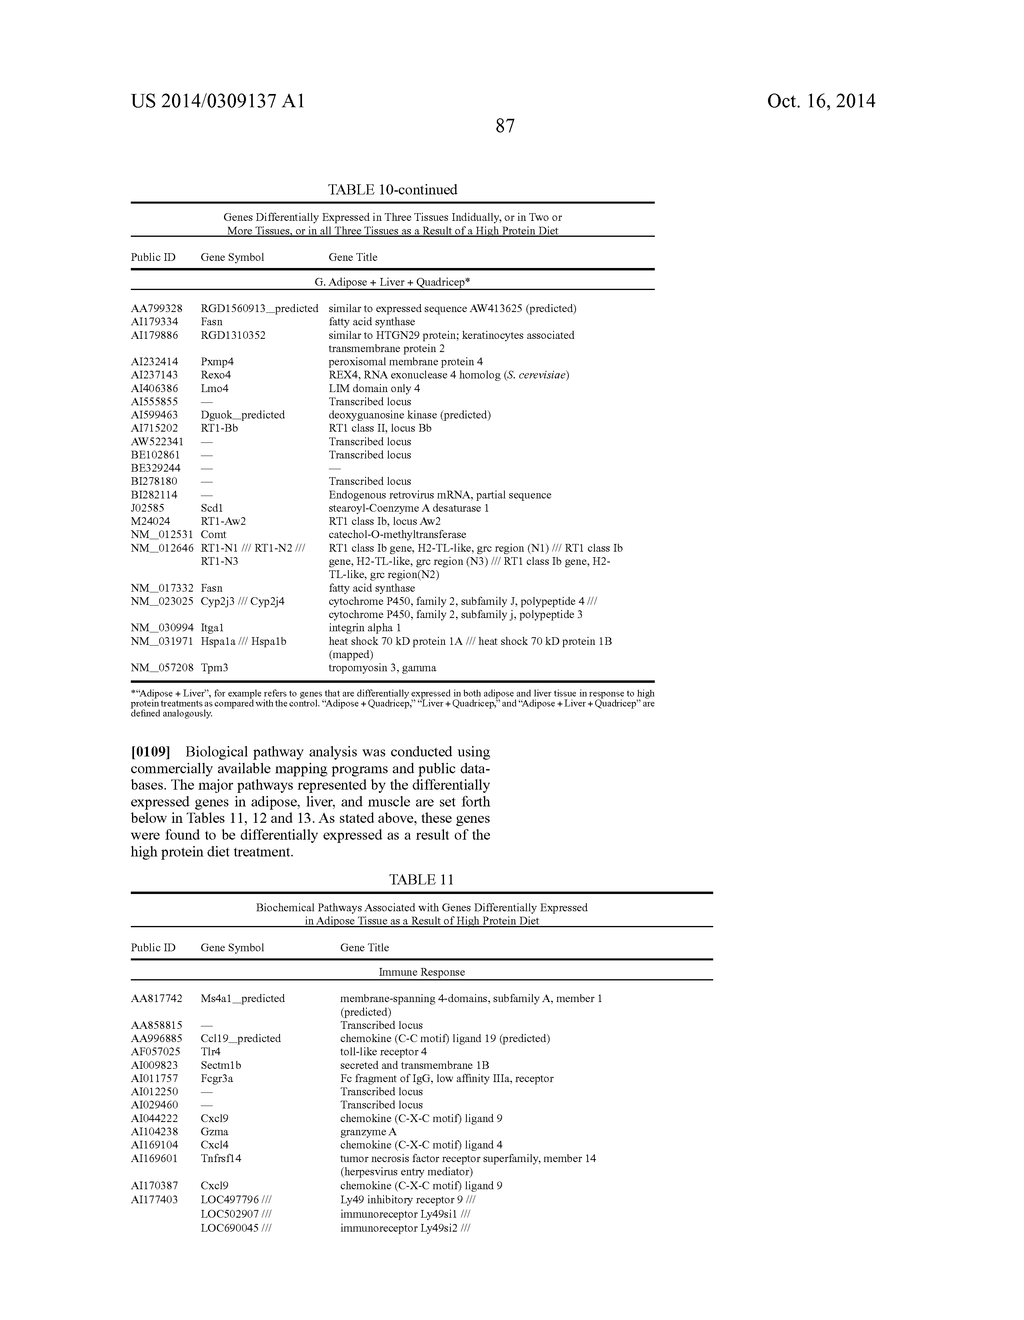 US 2014/0309137 A1 Oct. 16, 2014
87
TABLE 10-continued
Genes Differentially Expressed in Three Tissues Indidually, or in Two or
More Tissues, or in all Three Tissues as a Result of a High Protein Diet
Public ID Gene Symbol Gene Title
G. Adipose + Liver + Quadricep*
AA799328 RGD1560913_predicted similar to expressed sequence AW413625 (predicted)
AI179334 Fasn fatty acid synthase
AI179886 RGD1310352 similar to HTGN29 protein; keratinocytes associated
transmembrane protein 2
AI232414 Pxmp4 peroxisomal membrane protein 4
AI237143 Rexo4 REX4, RNA exonuclease 4 homolog (S. cerevisiae)
AI406386 Lmo4 LIM domain only 4
AI555855 — Transcribed locus
AI599463 Dguok_predicted deoxyguanosine kinase (predicted)
AI715202 RT1-Bb RT1 class II, locus Bb
AW522341 — Transcribed locus
BE102861 — Transcribed locus
BE329244 — —
BI278180 — Transcribed locus
BI282114 — Endogenous retrovirus mRNA, partial sequence
J02585 Scd1 stearoyl-Coenzyme A desaturase 1
M24024 RT1-Aw2 RT1 class Ib, locus Aw2
NM_012531 Comt catechol-O-methyltransferase
NM_012646 RT1-N1 /// RT1-N2 /// RT1 class Ib gene, H2-TL-like, grc region (N1) /// RT1 class Ib
RT1-N3 gene, H2-TL-like, grc region (N3) /// RT1 class Ib gene, H2-
TL-like, grc region(N2)
NM_017332 Fasn fatty acid synthase
NM_023025 Cyp2j3 /// Cyp2j4 cytochrome P450, family 2, subfamily J, polypeptide 4 ///
cytochrome P450, family 2, subfamily j, polypeptide 3
NM_030994 Itga1 integrin alpha 1
NM_031971 Hspa1a /// Hspa1b heat shock 70 kD protein 1A /// heat shock 70 kD protein 1B
(mapped)
NM_057208 Tpm3 tropomyosin 3, gamma
*“Adipose + Liver”, for example refers to genes that are differentially expressed in both adipose and liver tissue in response to high
protein treatments as compared with the control. “Adipose + Quadricep,” “Liver + Quadricep,” and “Adipose + Liver + Quadricep” are
defined analogously.
[0109] Biological pathway analysis was conducted using
commercially available mapping programs and public data-
bases. The major pathways represented by the differentially
expressed genes in adipose, liver, and muscle are set forth
below in Tables 11, 12 and 13. As stated above, these genes
were found to be differentially expressed as a result of the
high protein diet treatment.
TABLE 11
Biochemical Pathways Associated with Genes Differentially Expressed
in Adipose Tissue as a Result of High Protein Diet
Public ID Gene Symbol Gene Title
Immune Response
AA817742 Ms4a1_predicted membrane-spanning 4-domains, subfamily A, member 1
(predicted)
AA858815 — Transcribed locus
AA996885 Ccl19_predicted chemokine (C-C motif) ligand 19 (predicted)
AF057025 Tlr4 toll-like receptor 4
AI009823 Sectm1b secreted and transmembrane 1B
AI011757 Fcgr3a Fc fragment of IgG, low affinity IIIa, receptor
AI012250 — Transcribed locus
AI029460 — Transcribed locus
AI044222 Cxcl9 chemokine (C-X-C motif) ligand 9
AI104238 Gzma granzyme A
AI169104 Cxcl4 chemokine (C-X-C motif) ligand 4
AI169601 Tnfrsf14 tumor necrosis factor receptor superfamily, member 14
(herpesvirus entry mediator)
AI170387 Cxcl9 chemokine (C-X-C motif) ligand 9
AI177403 LOC497796 /// Ly49 inhibitory receptor 9 ///
LOC502907 /// immunoreceptor Ly49si1 ///
LOC690045 /// immunoreceptor Ly49si2 ///